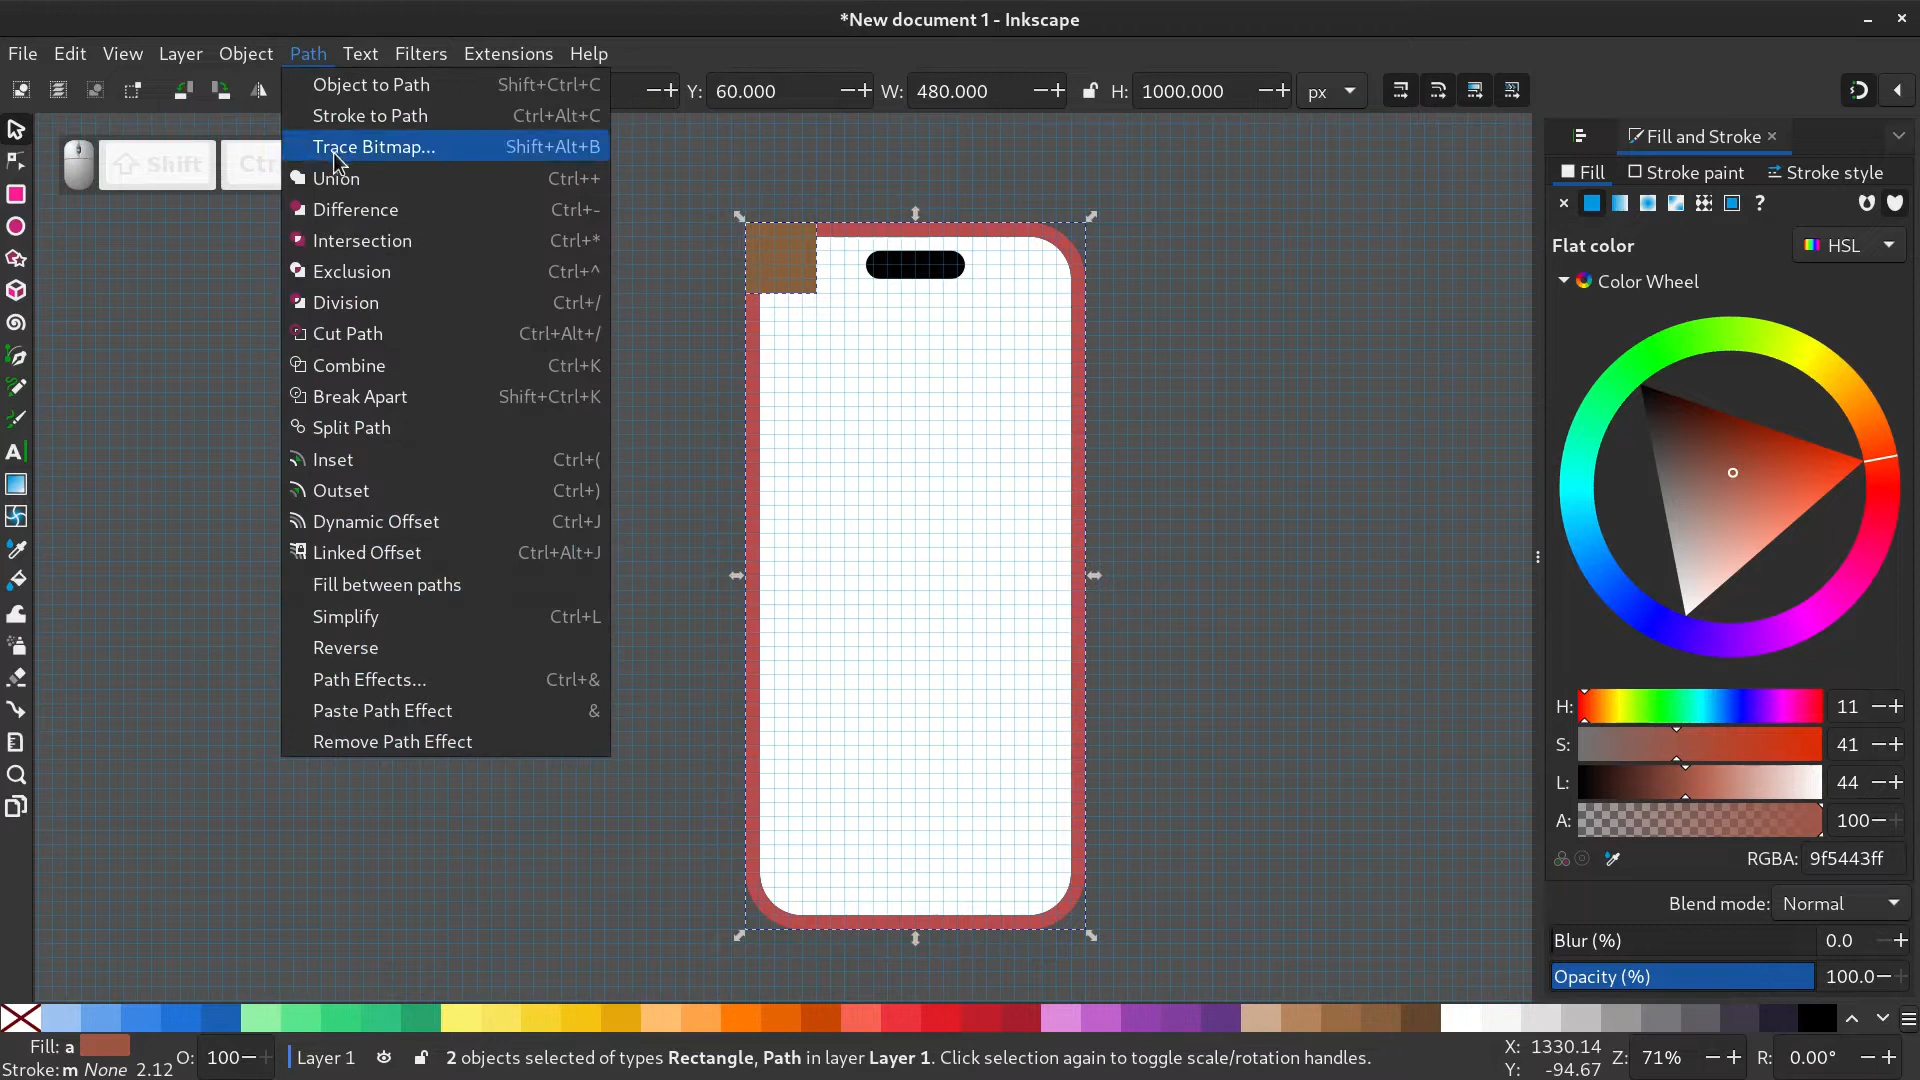 *New document 1 - Inkscape
File Edit View Layer Object Path Text Filters Extensions Help
Y: 60.000 W: 480.000 H: 1000.000 px
Object to Path Shift+Ctrl+C
Stroke to Path Ctrl+Alt+C
Trace Bitmap... Shift+Alt+B
Union Ctrl++
Difference Ctrl+-
Intersection Ctrl+*
Exclusion Ctrl+^
Division Ctrl+/
Cut Path Ctrl+Alt+/
Combine Ctrl+K
Break Apart Shift+Ctrl+K
Split Path
Inset Ctrl+(
Outset Ctrl+)
Dynamic Offset Ctrl+J
Linked Offset Ctrl+Alt+J
Fill between paths
Simplify Ctrl+L
Reverse
Path Effects... Ctrl+&
Paste Path Effect &
Remove Path Effect
Shift
Fill and Stroke
Fill Stroke paint Stroke style
?
Flat color HSL
Color Wheel
H: 11
S: 41
L: 44
A: 100
RGBA: 9f5443ff
Blend mode: Normal
Blur (%) 0.0
Opacity (%) 100.0
Fill: a O: 100 Layer 1 2 objects selected of types Rectangle, Path in layer Layer 1. Click selection again to toggle scale/rotation handles. X: 1330.14 Z: 71% R: 0.00°
Stroke: m None 2.12 Y: -94.67